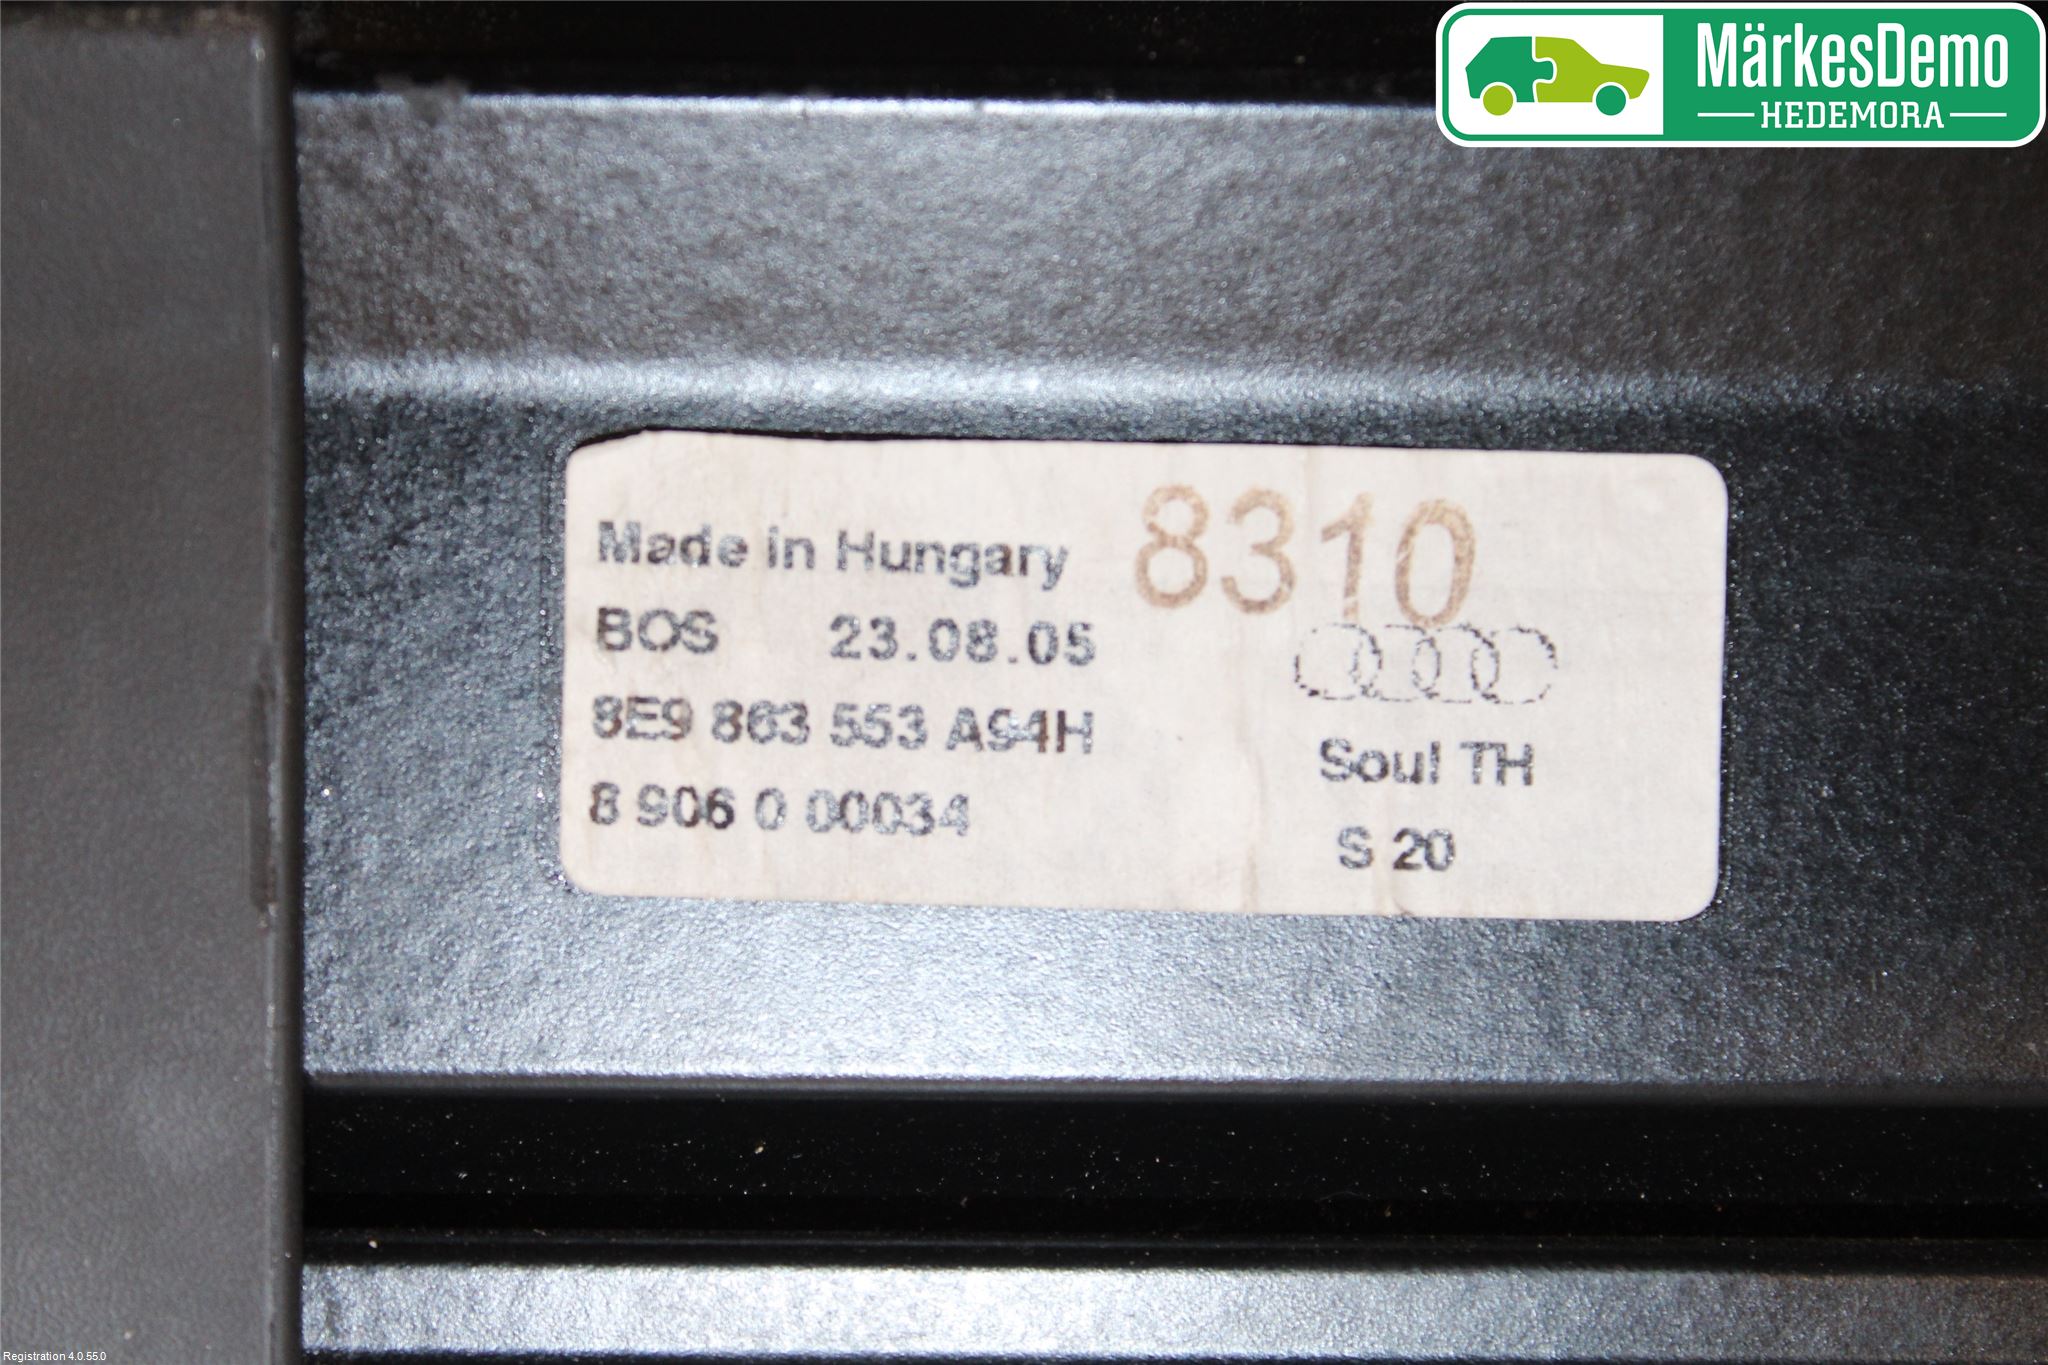 MärkesDemo
HEDEMORA
8310
Made in Hungary
BOS 23.08.05
8E9 863 553 A94H
8 906 0 00034
Soul TH
S 20
Registration 4.0.55.0